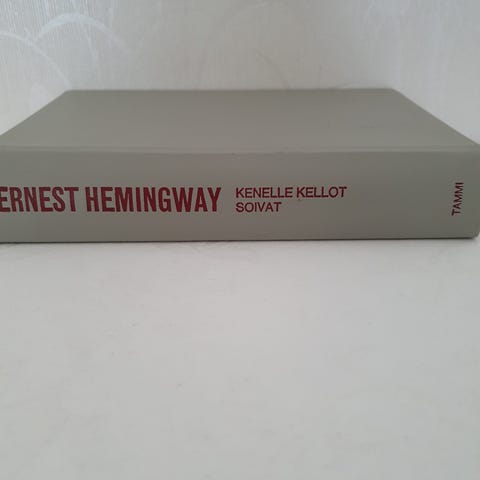 ERNEST HEMINGWAY
KENELLE KELLOT
SOIVAT
TAMMI